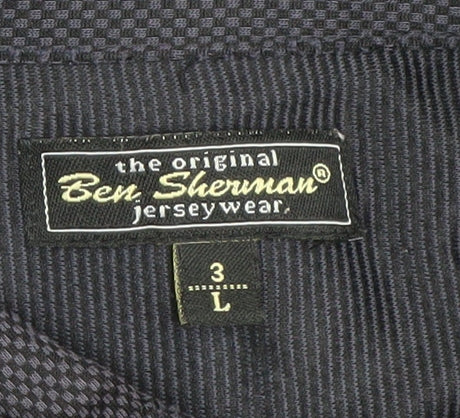 the original
Ben Sherman®
jerseywear.
3
L